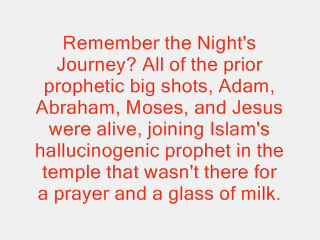 Remember the Night's
Journey? All of the prior
prophetic big shots, Adam,
Abraham, Moses, and Jesus
were alive, joining Islam's
hallucinogenic prophet in the
temple that wasn't there for
a prayer and a glass of milk.